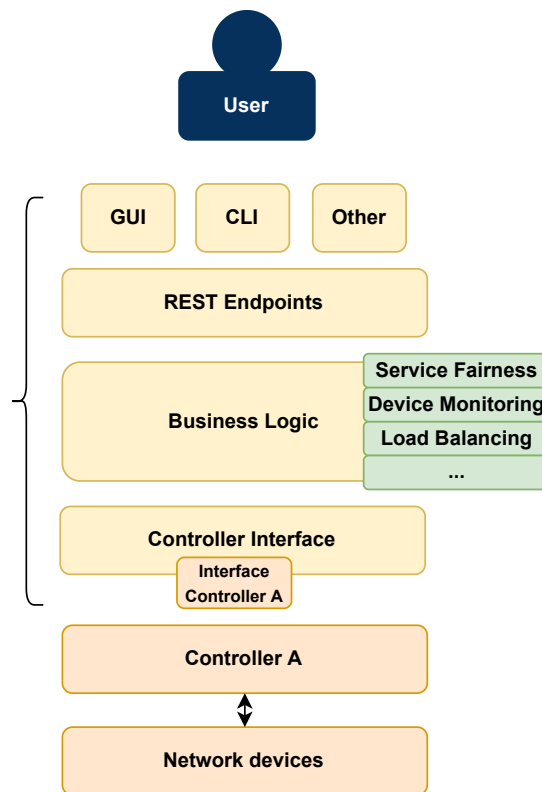 User
GUI
CLI
Other
REST Endpoints
Service Fairness
Device Monitoring
Business Logic
Load Balancing
...
Controller Interface
Interface
Controller A
Controller A
Network devices